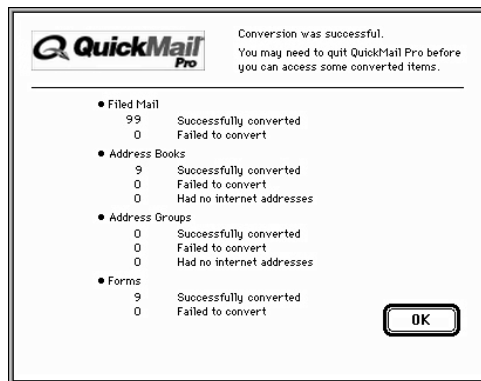 QuickMail
Pro
Conversion was successful.
You may need to quit QuickMail Pro before
you can access some converted items.
• Filed Mail
99 Successfully converted
0 Failed to convert
• Address Books
9 Successfully converted
0 Failed to convert
0 Had no internet addresses
• Address Groups
0 Successfully converted
0 Failed to convert
0 Had no internet addresses
• Forms
9 Successfully converted
0 Failed to convert
OK